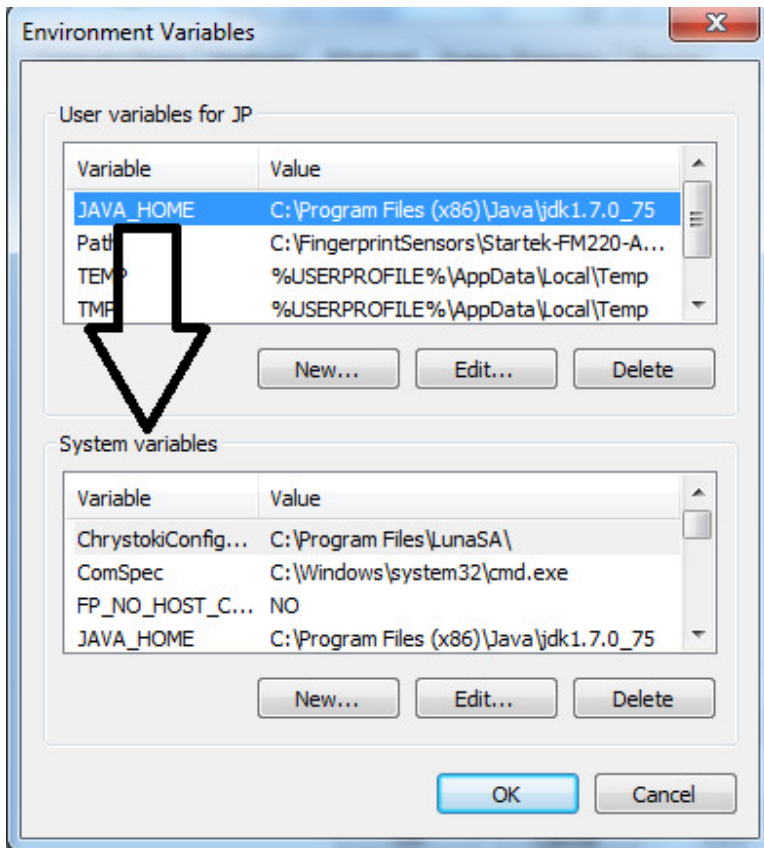 Environment Variables
User variables for JP
Variable Value
JAVA_HOME C:\Program Files (x86)\Java\jdk1.7.0_75
Path C:\FingerprintSensors\Startek-FM220-A...
TEMP %USERPROFILE%\AppData\Local\Temp
TMP %USERPROFILE%\AppData\Local\Temp
New... Edit... Delete
System variables
Variable Value
ChrystokiConfig... C:\Program Files\LunaSA\
ComSpec C:\Windows\system32\cmd.exe
FP_NO_HOST_C... NO
JAVA_HOME C:\Program Files (x86)\Java\jdk1.7.0_75
New... Edit... Delete
OK Cancel